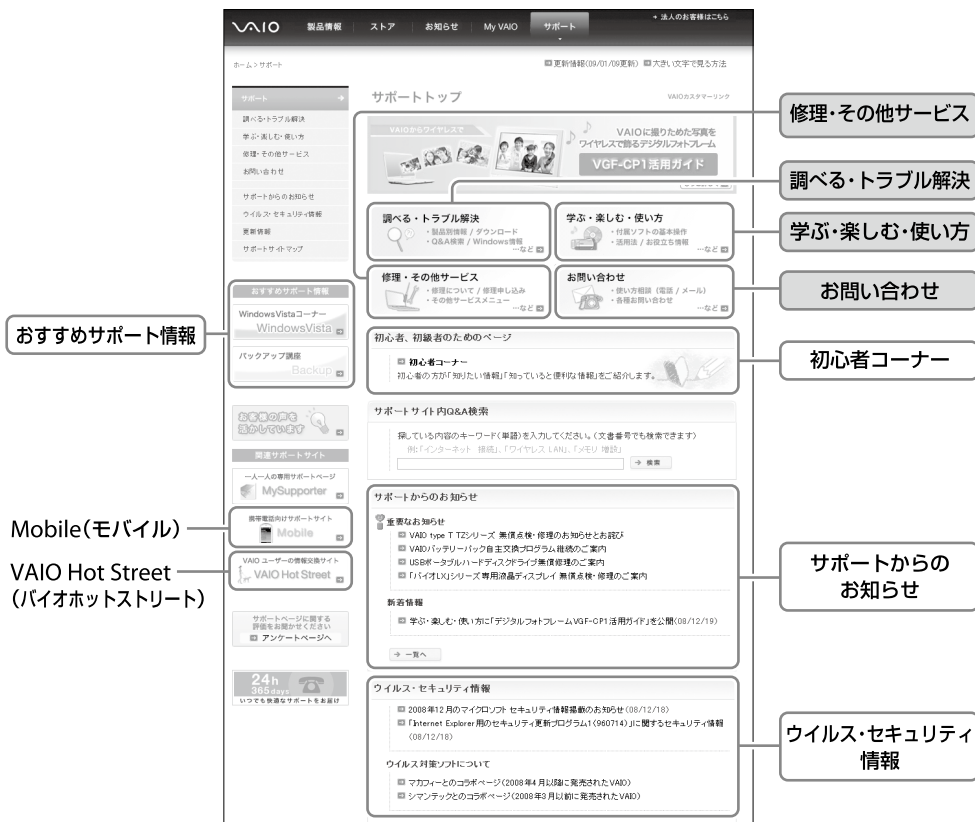 VAIO 製品情報 ストア お知らせ My VAIO サポート
→ 法人のお客様はこちら
ホーム > サポート
更新情報(09/01/09更新) 大きい文字で見る方法
サポート
調べる・トラブル解決
学ぶ・楽しむ・使い方
修理・その他サービス
お問い合わせ
サポートからのお知らせ
ウイルス・セキュリティ情報
更新情報
サポートサイトマップ
おすすめサポート情報
WindowsVistaコーナー
WindowsVista
バックアップ講座
Backup
お客様の声を
活かしています
関連サポートサイト
一人一人の専用サポートページ
MySupporter
携帯電話向けサポートサイト
Mobile
VAIO ユーザーの情報交換サイト
VAIO Hot Street
サポートページに関する
評価をお聞かせください
アンケートページへ
24h
365days
いつでも快適なサポートをお届け
サポートトップ
VAIOカスタマーリンク
VAIOからワイヤレスで
VAIOに撮りためた写真を
ワイヤレスで飾るデジタルフォトフレーム
VGF-CP1活用ガイド
調べる・トラブル解決
・製品別情報 / ダウンロード
・Q&A検索 / Windows情報
…など
学ぶ・楽しむ・使い方
・付属ソフトの基本操作
・活用法 / お役立ち情報
…など
修理・その他サービス
・修理について / 修理申し込み
・その他サービスメニュー
…など
お問い合わせ
・使い方相談 (電話 / メール)
・各種お問い合わせ
…など
初心者、初級者のためのページ
初心者コーナー
初心者の方が「知りたい情報」「知っていると便利な情報」をご紹介します。
サポートサイト内Q&A検索
探している内容のキーワード(単語)を入力してください。(文書番号でも検索できます)
例:「インターネット 接続」、「ワイヤレス LAN」、「メモリ 増設」
→ 検索
サポートからのお知らせ
重要なお知らせ
VAIO type T TZシリーズ 無償点検・修理のお知らせとお詫び
VAIOバッテリーパック自主交換プログラム継続のご案内
USBポータブルハードディスクドライブ無償修理のご案内
「バイオLX」シリーズ専用液晶ディスプレイ 無償点検・修理のご案内
新着情報
学ぶ・楽しむ・使い方に「デジタルフォトフレームVGF-CP1活用ガイド」を公開(08/12/19)
→ 一覧へ
ウイルス・セキュリティ情報
2008年12月のマイクロソフト セキュリティ情報掲載のお知らせ(08/12/18)
「Internet Explorer用のセキュリティ更新プログラム1(960714)」に関するセキュリティ情報
(08/12/18)
ウイルス対策ソフトについて
マカフィーとのコラボページ(2008年4月以降に発売されたVAIO)
シマンテックとのコラボページ(2008年3月以前に発売されたVAIO)
おすすめサポート情報
Mobile(モバイル)
VAIO Hot Street
(バイオホットストリート)
修理・その他サービス
調べる・トラブル解決
学ぶ・楽しむ・使い方
お問い合わせ
初心者コーナー
サポートからの
お知らせ
ウイルス・セキュリティ
情報